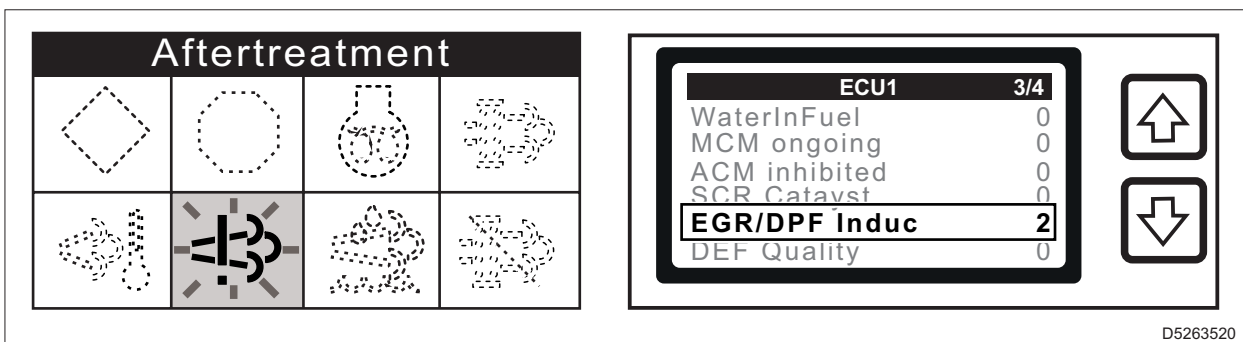 Aftertreatment
ECU1 3/4
WaterInFuel 0
MCM ongoing 0
ACM inhibited 0
SCR Catayst 0
EGR/DPF Induc 2
DEF Quality 0
D5263520